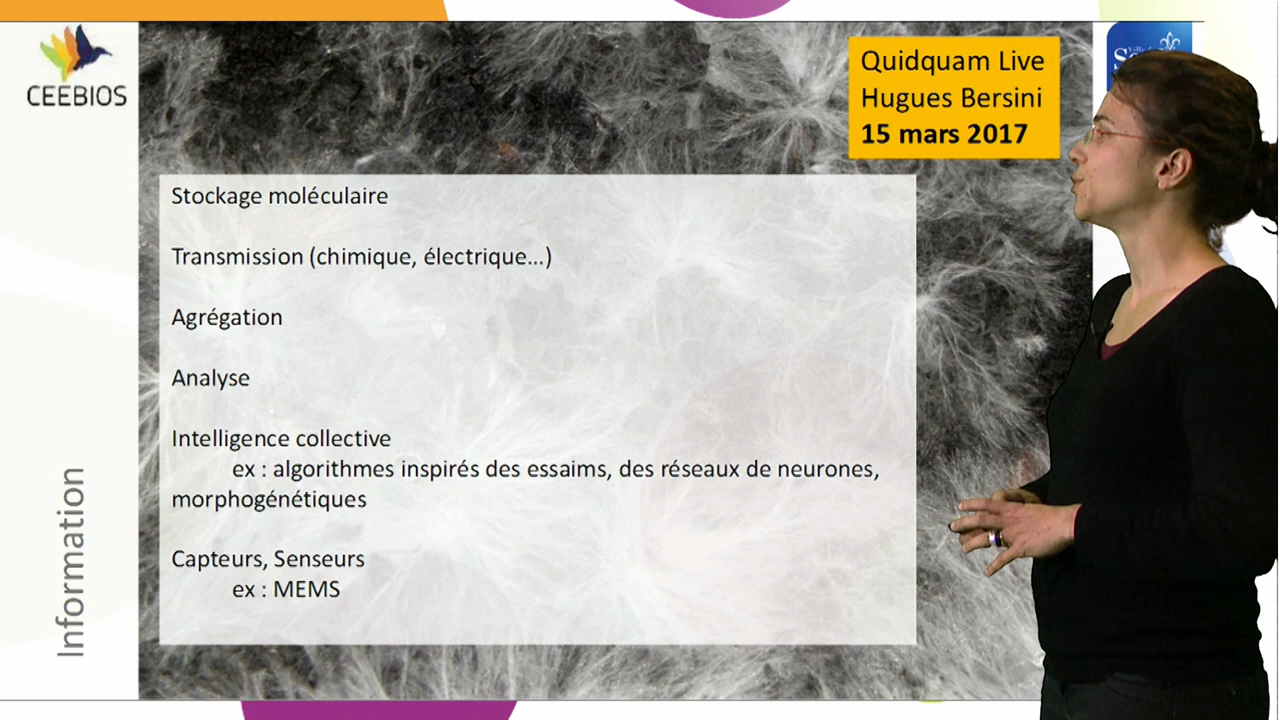 CEEBIOS
Quidquam Live
Hugues Bersini
15 mars 2017
Stockage moléculaire
Transmission (chimique, électrique...)
Agrégation
Analyse
Intelligence collective
ex : algorithmes inspirés des essaims, des réseaux de neurones,
morphogénétiques
Capteurs, Senseurs
ex : MEMS
Information